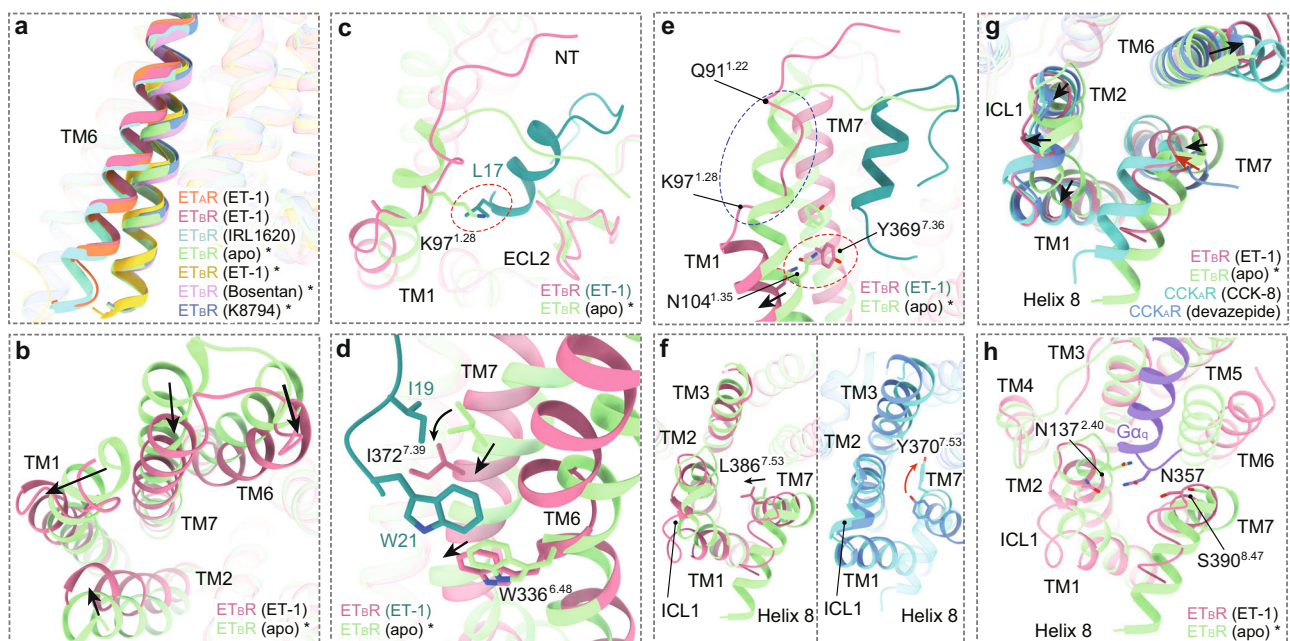 a
TM6
ETAR (ET-1)
ETBR (ET-1)
ETBR (IRL1620)
ETBR (apo) *
ETBR (ET-1) *
ETBR (Bosentan) *
ETBR (K8794) *
c
NT
L17
K97^1.28
ECL2
TM1
ETBR (ET-1)
ETBR (apo) *
e
Q91^1.22
TM7
K97^1.28
Y369^7.36
TM1
N104^1.35
ETBR (ET-1)
ETBR (apo) *
g
TM6
ICL1
TM2
TM7
TM1
Helix 8
ETBR (ET-1)
ETBR (apo) *
CCKAR (CCK-8)
CCKAR (devazepide)
b
TM1
TM6
TM7
TM2
ETBR (ET-1)
ETBR (apo) *
d
TM7
I19
I372^7.39
TM6
W21
W336^6.48
ETBR (ET-1)
ETBR (apo) *
f
TM3
TM2
L386^7.53
TM7
TM1
ICL1
Helix 8
TM3
TM2
Y370^7.53
TM7
TM1
ICL1
Helix 8
h
TM3
TM4
TM5
N137^2.40
Gαq
TM6
N357
TM2
TM7
ICL1
S390^8.47
TM1
Helix 8
ETBR (ET-1)
ETBR (apo) *